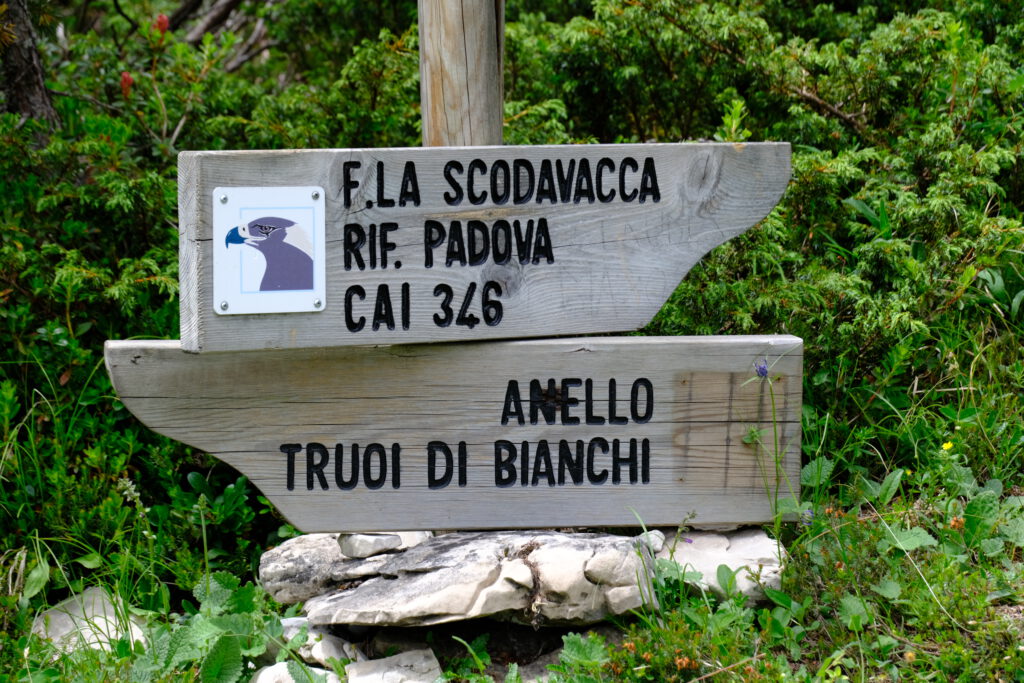 F.LA SCODAVACCA
RIF. PADOVA
CAI 346
ANELLO
TRUOI DI BIANCHI